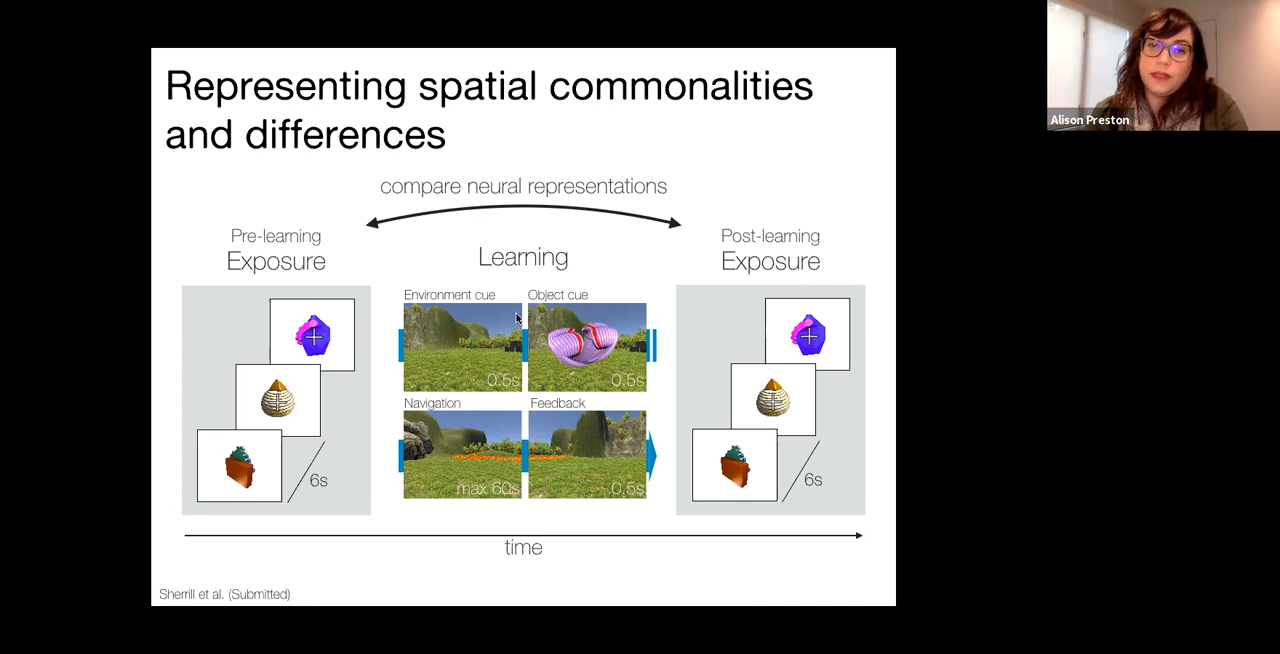 Representing spatial commonalities
and differences
compare neural representations
Pre-learning
Exposure
Learning
Post-learning
Exposure
Environment cue
Object cue
0.5s
0.5s
Navigation
Feedback
max 60s
0.5s
6s
6s
time
Sherrill et al. (Submitted)
Alison Preston